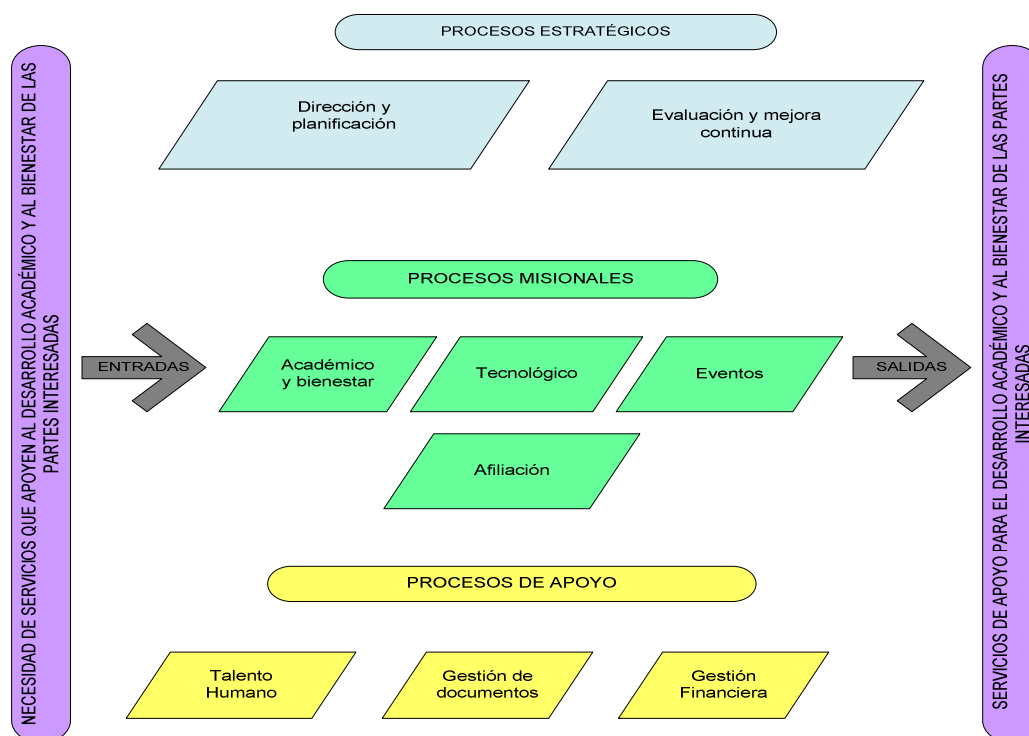 PROCESOS ESTRATÉGICOS
Dirección y
planificación
Evaluación y mejora
continua
NECESIDAD DE SERVICIOS QUE APOYEN AL DESARROLLO ACADÉMICO Y AL BIENESTAR DE LAS
PARTES INTERESADAS
PROCESOS MISIONALES
ENTRADAS
Académico
y bienestar
Tecnológico
Eventos
SALIDAS
Afiliación
SERVICIOS DE APOYO PARA EL DESARROLLO ACADÉMICO Y AL BIENESTAR DE LAS PARTES
INTERESADAS
PROCESOS DE APOYO
Talento
Humano
Gestión de
documentos
Gestión
Financiera